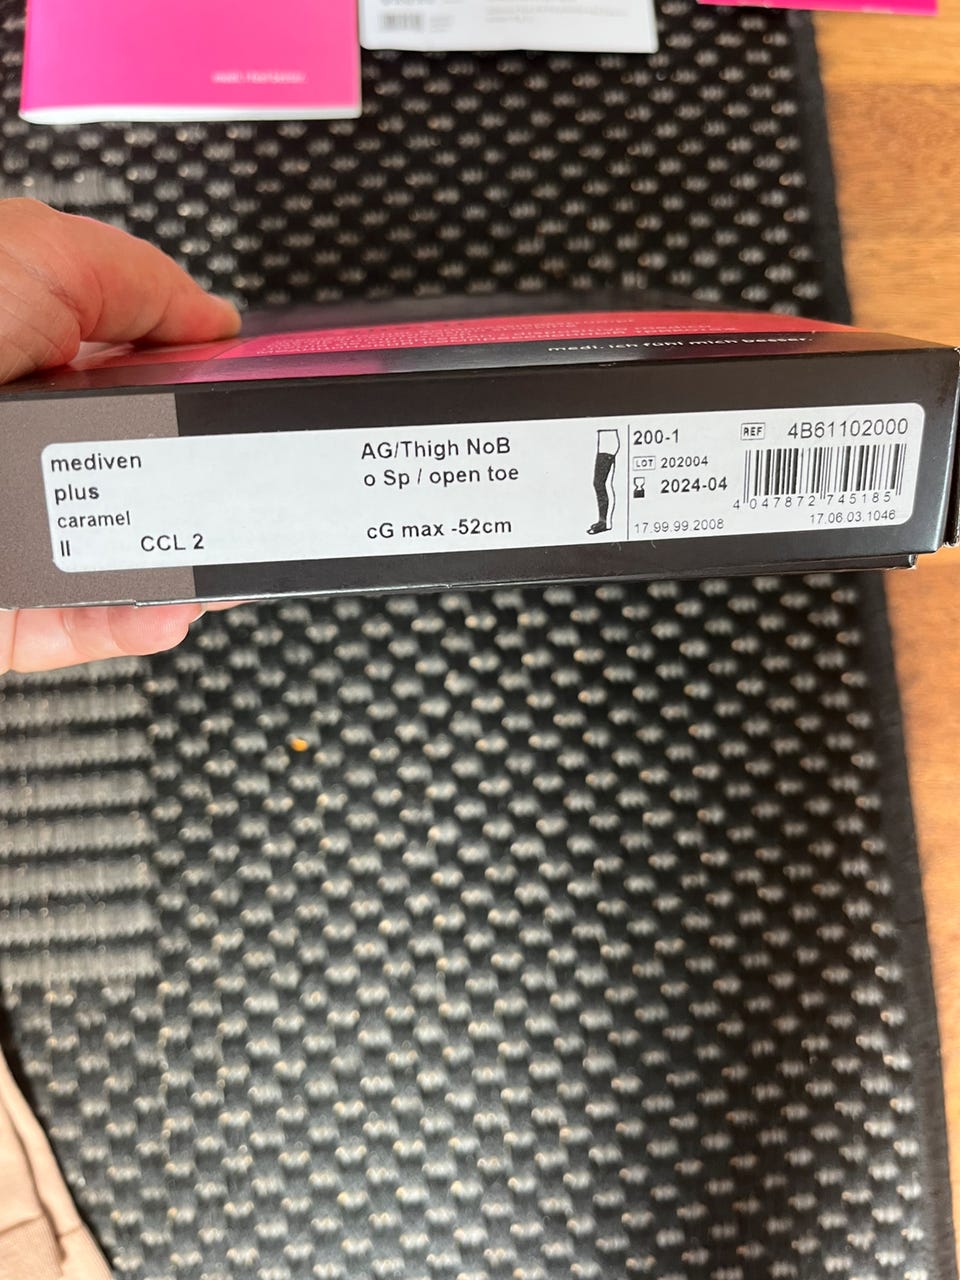 medi. ich fühl mich besser.
mediven
plus
caramel
II CCL 2
AG/Thigh NoB
o Sp / open toe
cG max -52cm
200-1
LOT 202004
2024-04
17.99.99.2008
REF 4B61102000
4 047872 745185
17.06.03.1046